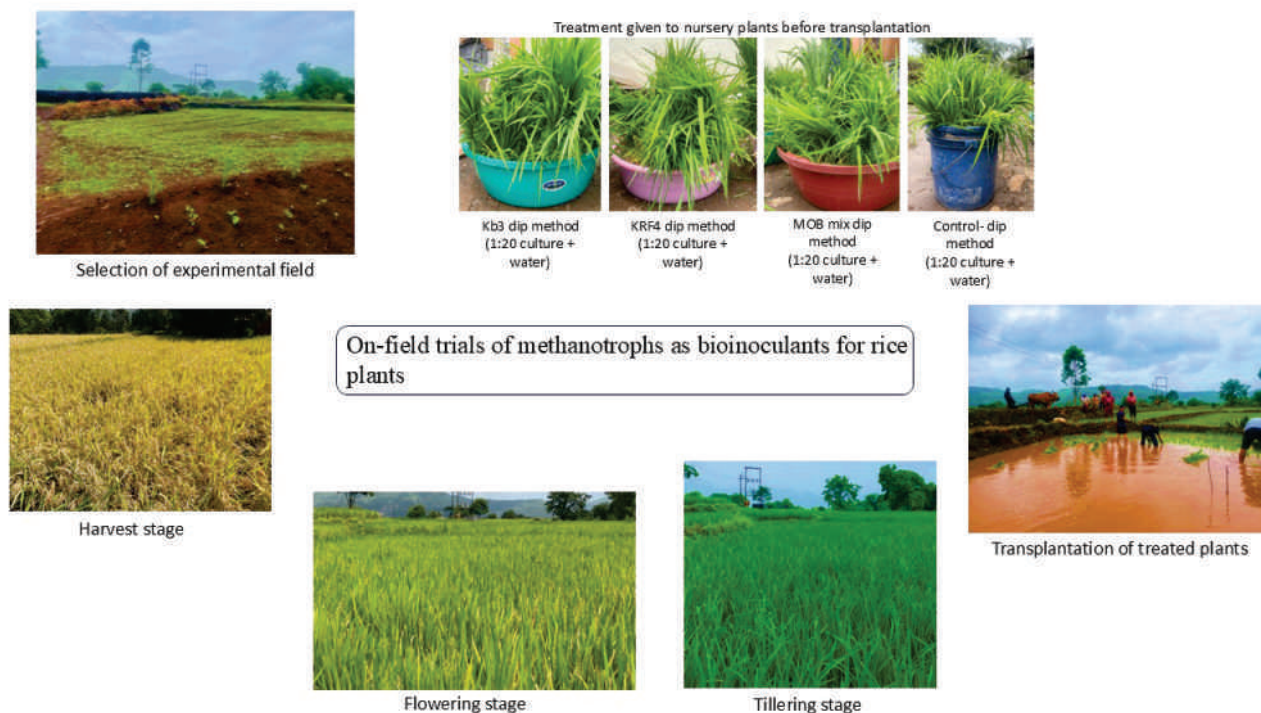 Treatment given to nursery plants before transplantation
Kb3 dip method
(1:20 culture +
water)
KRF4 dip method
(1:20 culture +
water)
MOB mix dip
method
(1:20 culture +
water)
Control- dip
method
(1:20 culture +
water)
Selection of experimental field
On-field trials of methanotrophs as bioinoculants for rice
plants
Harvest stage
Transplantation of treated plants
Flowering stage
Tillering stage